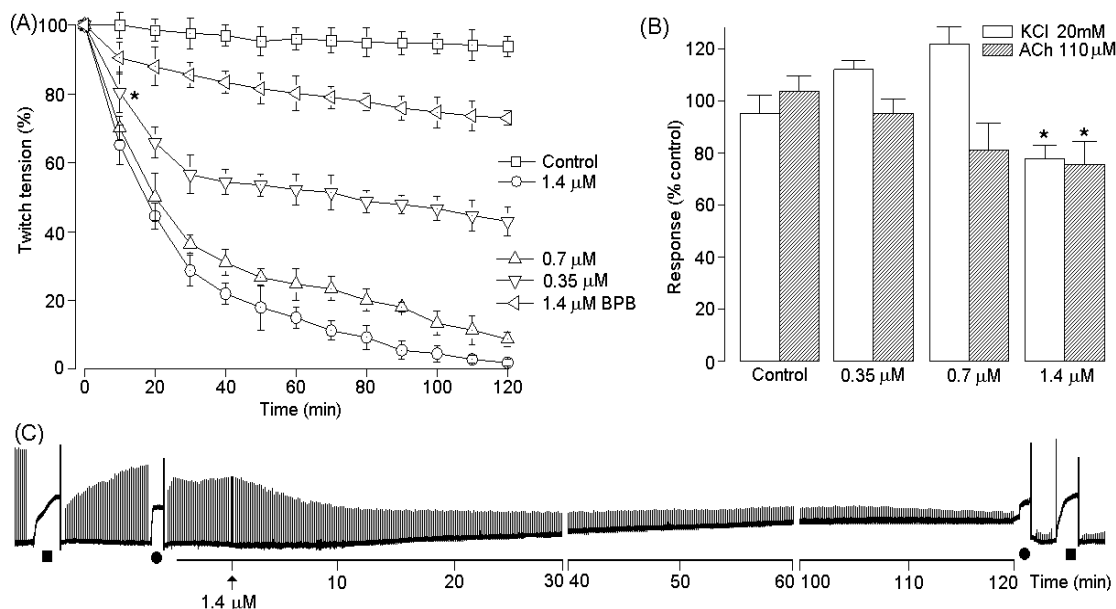 (A)
100
80
60
40
20
0
Twitch tension (%)
*
0 20 40 60 80 100 120
Time (min)
Control
1.4 μM
0.7 μM
0.35 μM
1.4 μM BPB
(B)
KCl 20mM
ACh 110 μM
120
100
80
60
40
20
0
Response (% control)
* *
Control 0.35 μM 0.7 μM 1.4 μM
(C)
10 20 30 40 50 60 100 110 120 Time (min)
1.4 μM